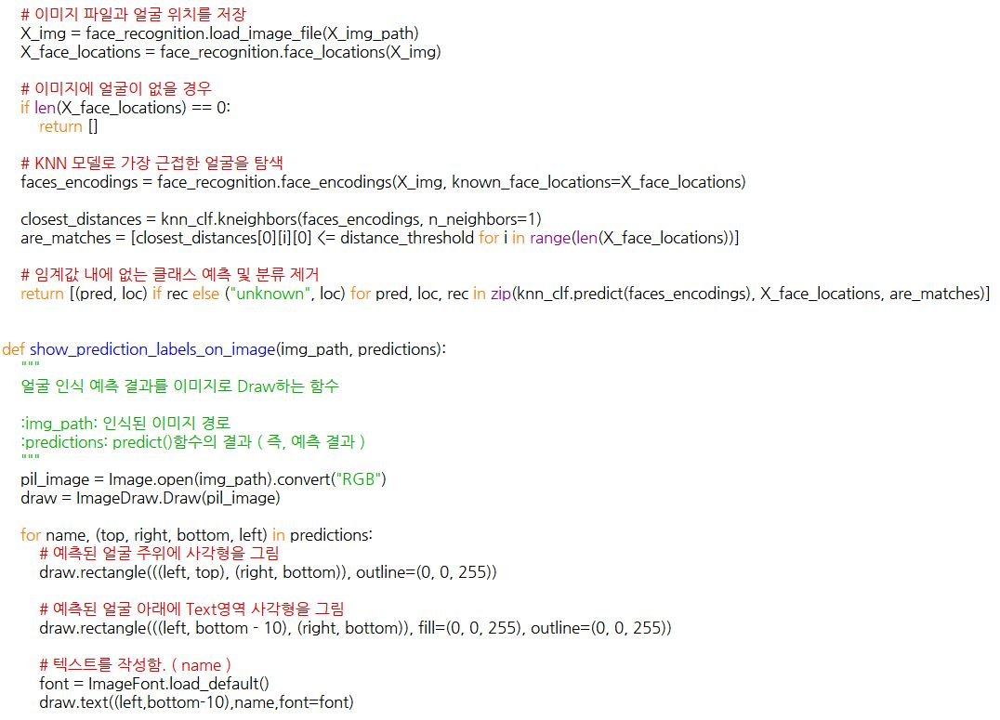 # 이미지 파일과 얼굴 위치를 저장
X_img = face_recognition.load_image_file(X_img_path)
X_face_locations = face_recognition.face_locations(X_img)
# 이미지에 얼굴이 없을 경우
if len(X_face_locations) == 0:
return []
# KNN 모델로 가장 근접한 얼굴을 탐색
faces_encodings = face_recognition.face_encodings(X_img, known_face_locations=X_face_locations)
closest_distances = knn_clf.kneighbors(faces_encodings, n_neighbors=1)
are_matches = [closest_distances[0][i][0] <= distance_threshold for i in range(len(X_face_locations))]
# 임계값 내에 없는 클래스 예측 및 분류 제거
return [(pred, loc) if rec else ("unknown", loc) for pred, loc, rec in zip(knn_clf.predict(faces_encodings), X_face_locations, are_matches)]
def show_prediction_labels_on_image(img_path, predictions):
"""
얼굴 인식 예측 결과를 이미지로 Draw하는 함수
:img_path: 인식된 이미지 경로
:predictions: predict()함수의 결과 ( 즉, 예측 결과 )
"""
pil_image = Image.open(img_path).convert("RGB")
draw = ImageDraw.Draw(pil_image)
for name, (top, right, bottom, left) in predictions:
# 예측된 얼굴 주위에 사각형을 그림
draw.rectangle(((left, top), (right, bottom)), outline=(0, 0, 255))
# 예측된 얼굴 아래에 Text영역 사각형을 그림
draw.rectangle(((left, bottom - 10), (right, bottom)), fill=(0, 0, 255), outline=(0, 0, 255))
# 텍스트를 작성함. ( name )
font = ImageFont.load_default()
draw.text((left,bottom-10),name,font=font)